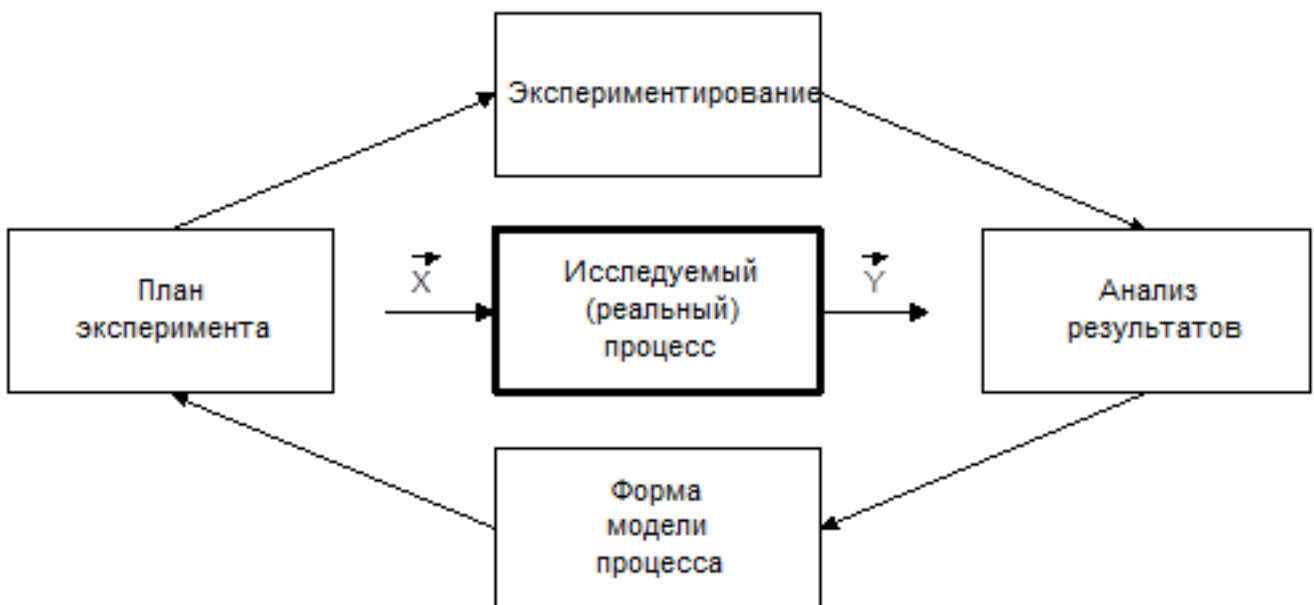 Экспериментирование
План
эксперимента
X
Исследуемый
(реальный)
процесс
Y
Анализ
результатов
Форма
модели
процесса